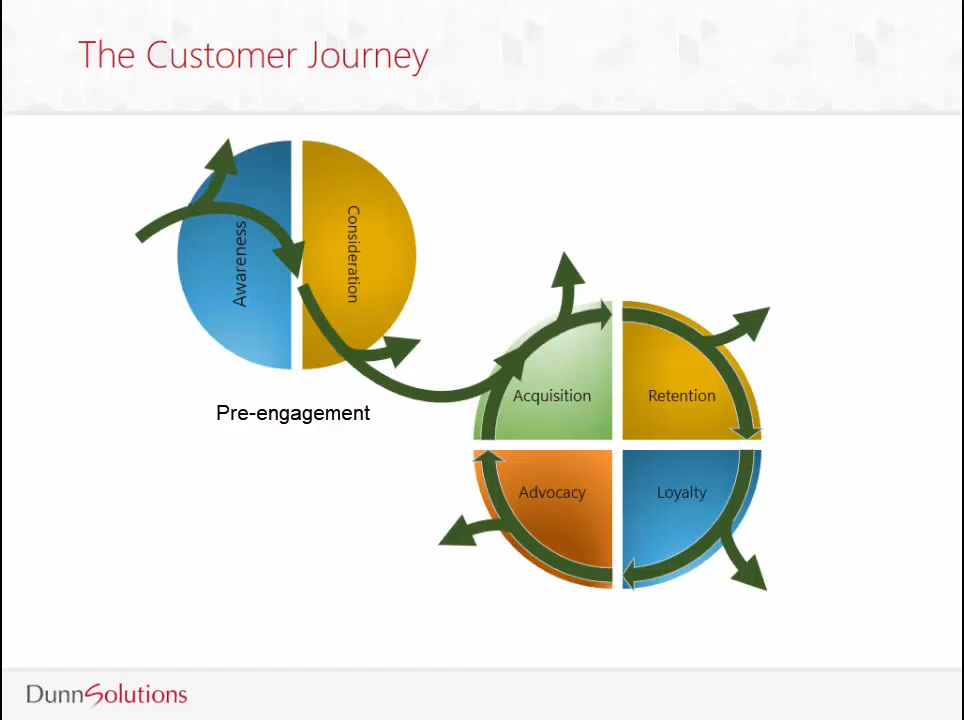 The Customer Journey
Awareness
Consideration
Pre-engagement
Acquisition
Retention
Advocacy
Loyalty
DunnSolutions